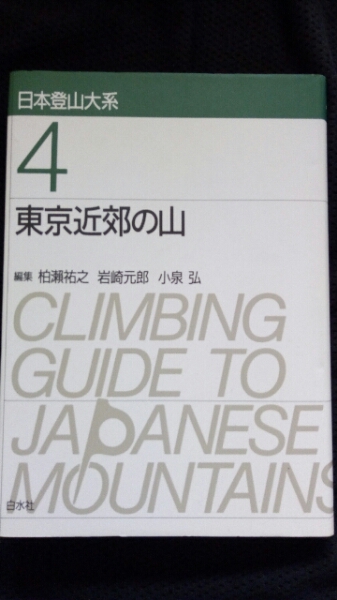 日本登山大系
4
東京近郊の山
編集 柏瀬祐之 岩崎元郎 小泉 弘
CLIMBING
GUIDE TO
JAPANESE
MOUNTAINS
白水社